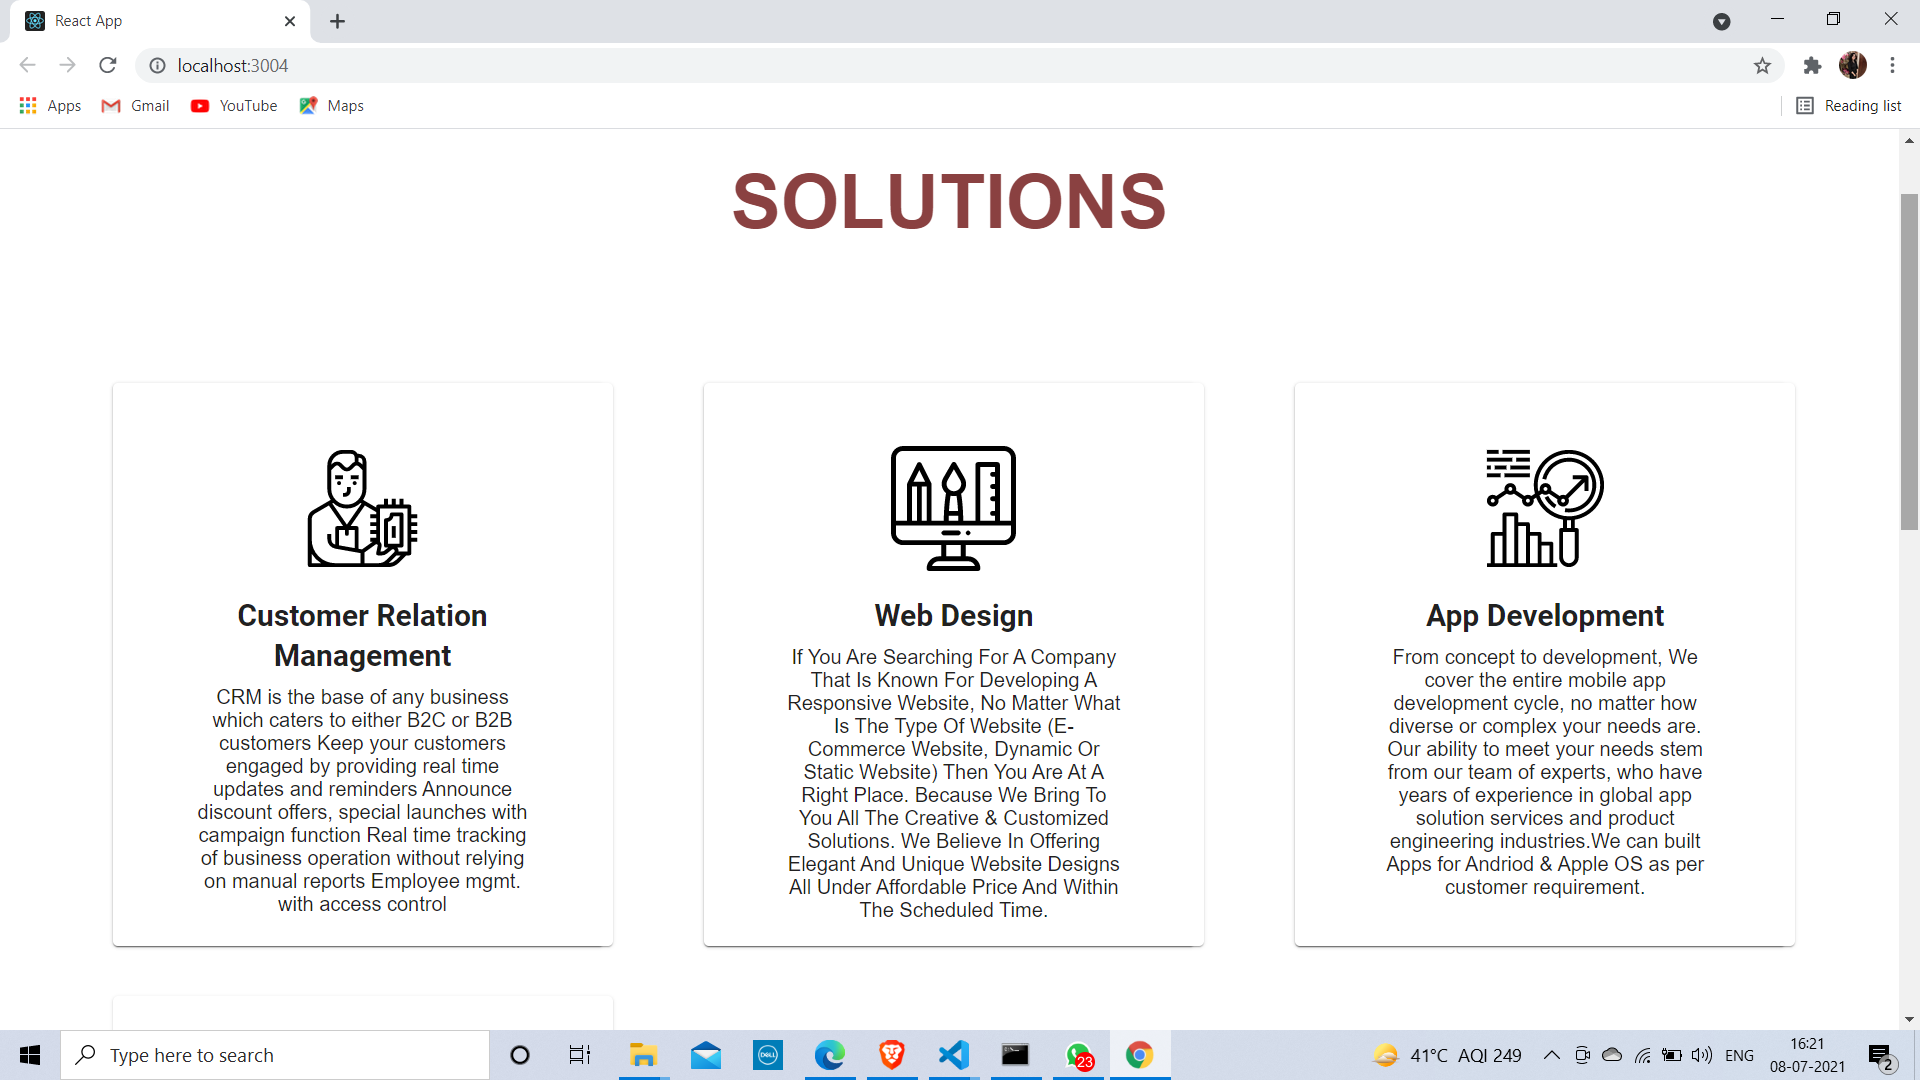 React App
localhost:3004
Apps Gmail YouTube Maps Reading list
SOLUTIONS
Customer Relation
Management
CRM is the base of any business
which caters to either B2C or B2B
customers Keep your customers
engaged by providing real time
updates and reminders Announce
discount offers, special launches with
campaign function Real time tracking
of business operation without relying
on manual reports Employee mgmt.
with access control
Web Design
If You Are Searching For A Company
That Is Known For Developing A
Responsive Website, No Matter What
Is The Type Of Website (E-
Commerce Website, Dynamic Or
Static Website) Then You Are At A
Right Place. Because We Bring To
You All The Creative & Customized
Solutions. We Believe In Offering
Elegant And Unique Website Designs
All Under Affordable Price And Within
The Scheduled Time.
App Development
From concept to development, We
cover the entire mobile app
development cycle, no matter how
diverse or complex your needs are.
Our ability to meet your needs stem
from our team of experts, who have
years of experience in global app
solution services and product
engineering industries.We can built
Apps for Andriod & Apple OS as per
customer requirement.
Type here to search
DELL
23
41°C AQI 249
ENG
16:21
08-07-2021
2